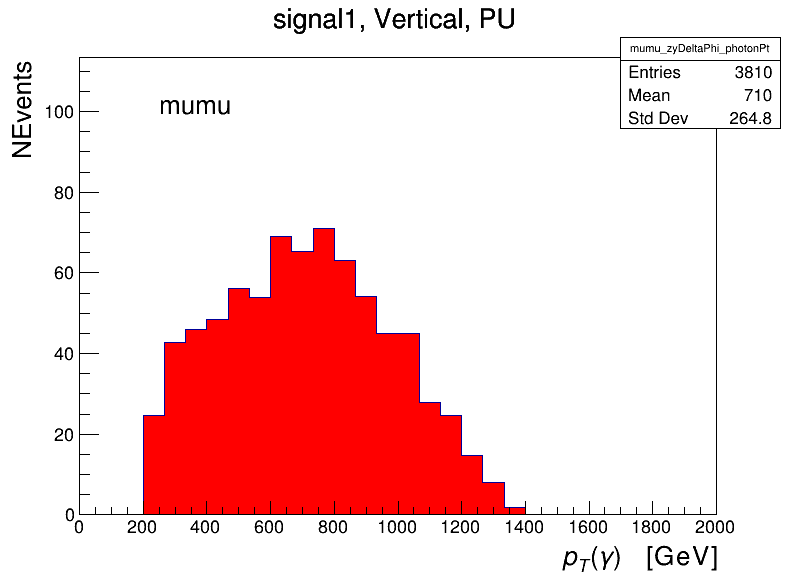 signal1, Vertical, PU
mumu_zyDeltaPhi_photonPt
Entries 3810
Mean 710
Std Dev 264.8
NEvents
mumu
100
80
60
40
20
0
0 200 400 600 800 1000 1200 1400 1600 1800 2000
p_T(γ) [GeV]